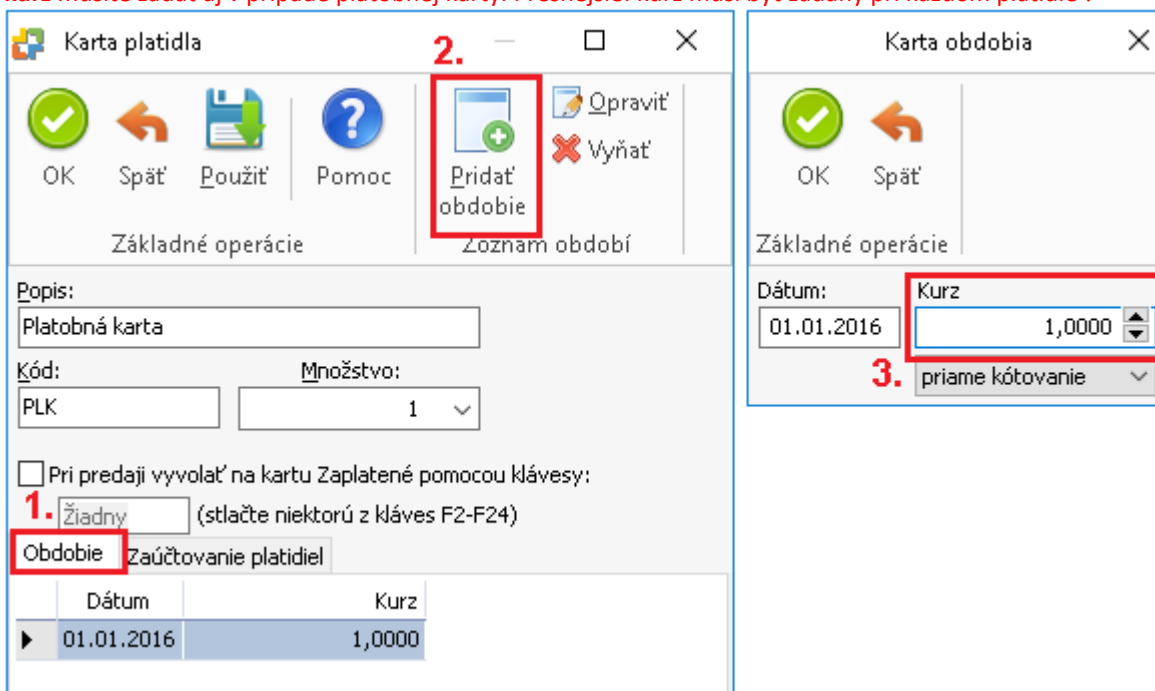 Karta platidla
2.
OK Späť Použiť Pomoc
Pridať obdobie
Opraviť
Vyňať
Základné operácie
Zoznam období
Popis:
Platobná karta
Kód: Množstvo:
PLK 1
Pri predaji vyvolať na kartu Zaplatené pomocou klávesy:
1. Žiadny (stlačte niektorú z kláves F2-F24)
Obdobie Zaúčtovanie platidiel
Dátum Kurz
01.01.2016 1,0000
Karta obdobia
OK Späť
Základné operácie
Dátum: Kurz
01.01.2016 1,0000
3. priame kótovanie